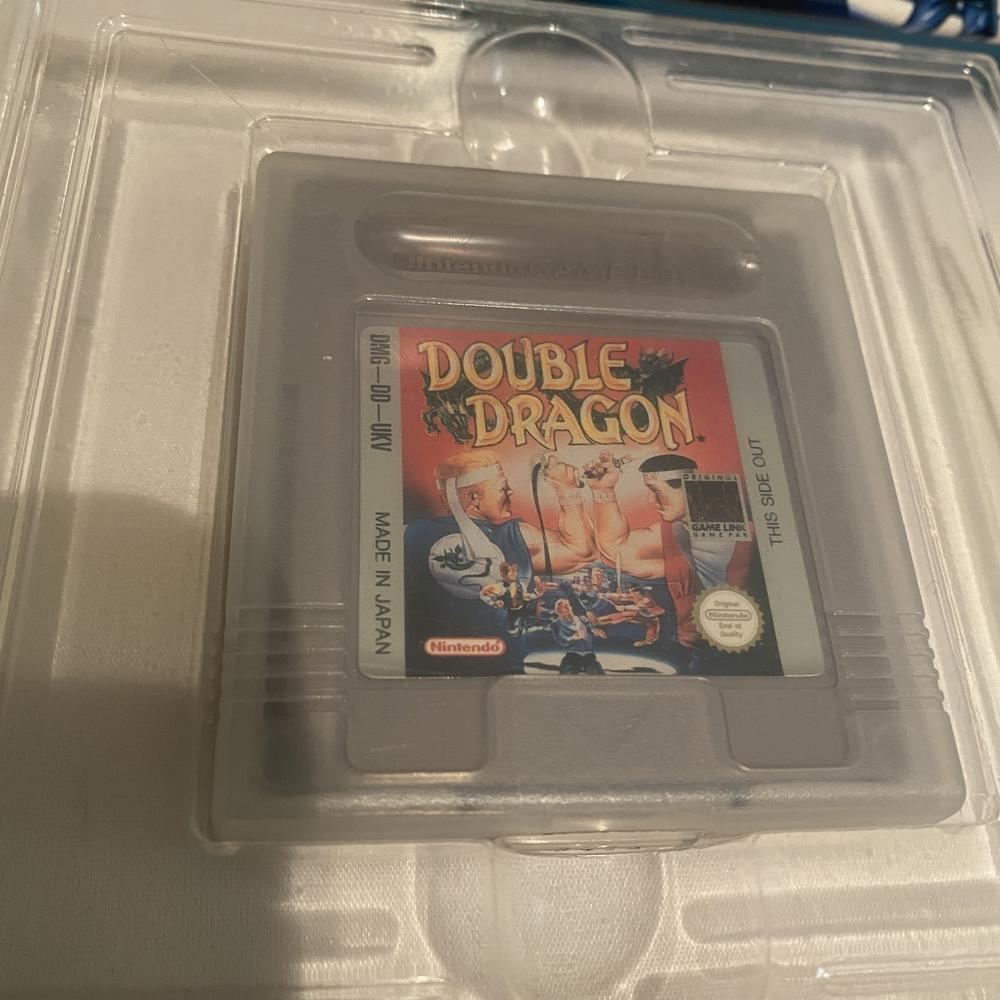 Nintendo GAME BOY
DMG-DD-UKV
MADE IN JAPAN
DOUBLE
DRAGON
ORIGINAL
GAME LINK
GAME PAK
THIS SIDE OUT
Original
Nintendo
Seal of
Quality
Nintendo